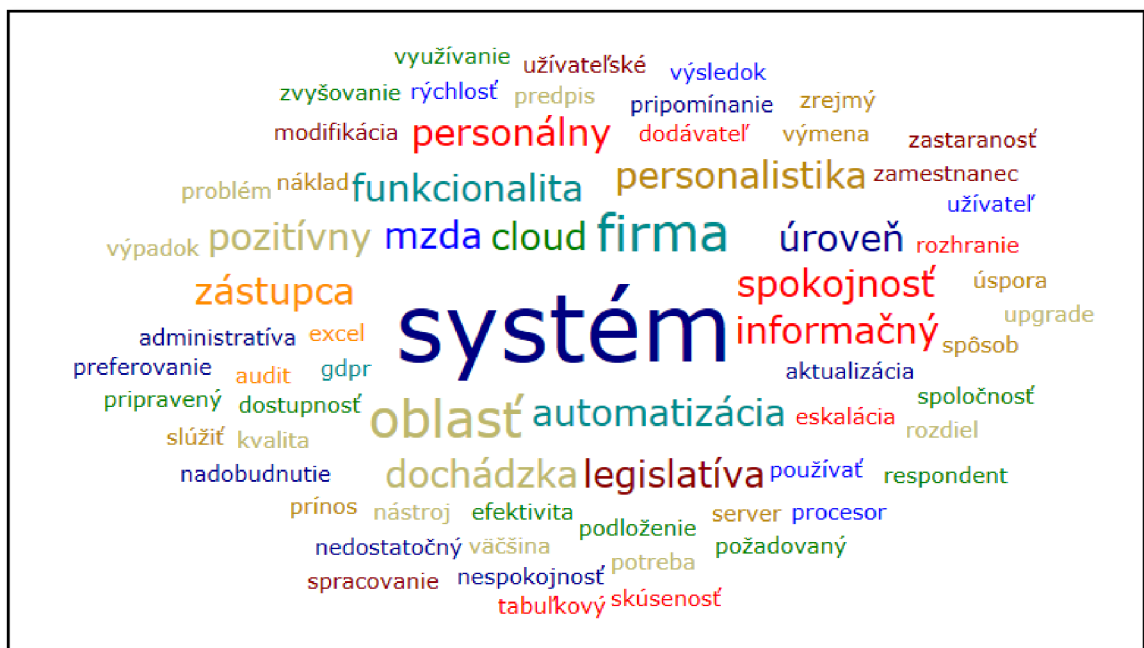 využívanie užívateľské výsledok
zvyšovanie rýchlosť predpis pripomínanie zrejmý
modifikácia personálny dodávateľ výmena zastaranosť
problém náklad funkcionalita personalistika zamestnanec
užívateľ
výpadok pozitívny mzda cloud firma úroveň rozhranie
zástupca spokojnosť úspora
upgrade
administratíva excel systém informačný spôsob
preferovanie audit gdpr aktualizácia
pripravený dostupnosť oblasť automatizácia eskalácia spoločnosť
slúžiť kvalita rozdiel
nadobudnutie dochádzka legislatíva používať respondent
prínos nástroj efektivita podloženie server procesor
nedostatočný väčšina potreba požadovaný
spracovanie nespokojnosť
tabuľkový skúsenosť